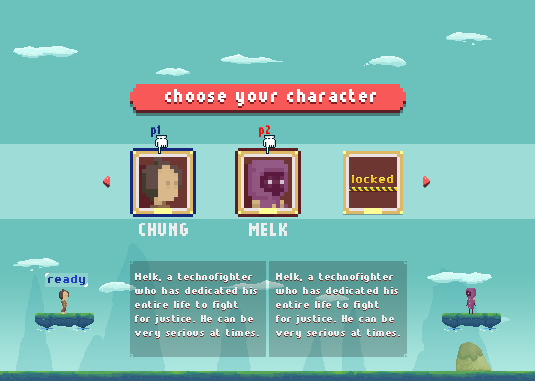 choose your character
p1
p2
locked
CHUNG
MELK
ready
Melk, a technofighter
who has dedicated his
entire life to fight
for justice. He can be
very serious at times.
Melk, a technofighter
who has dedicated his
entire life to fight
for justice. He can be
very serious at times.